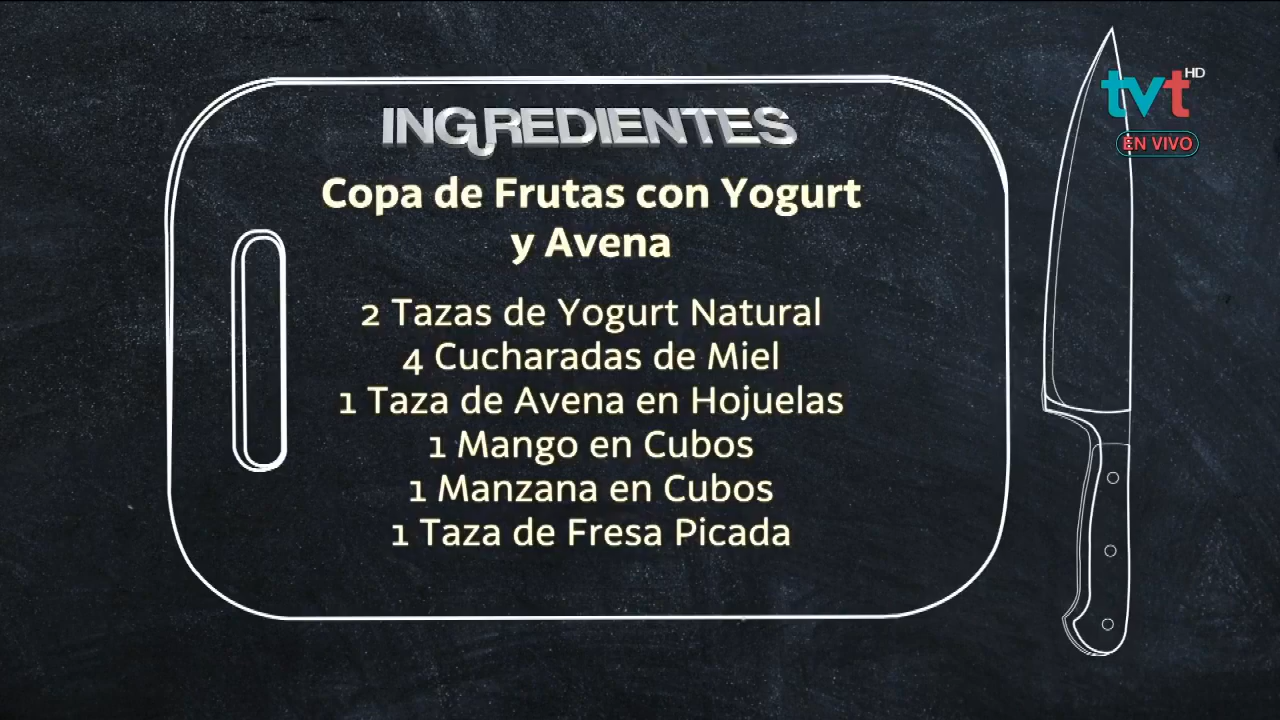 INGREDIENTES
Copa de Frutas con Yogurt
y Avena
2 Tazas de Yogurt Natural
4 Cucharadas de Miel
1 Taza de Avena en Hojuelas
1 Mango en Cubos
1 Manzana en Cubos
1 Taza de Fresa Picada
tvt HD
EN VIVO